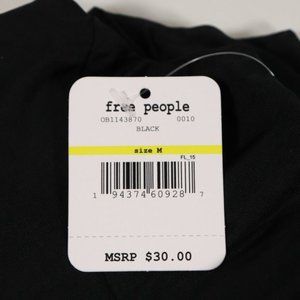 free people
OB1143870 0010
BLACK
size M
FL_15
1 94374 60928 7
MSRP $30.00